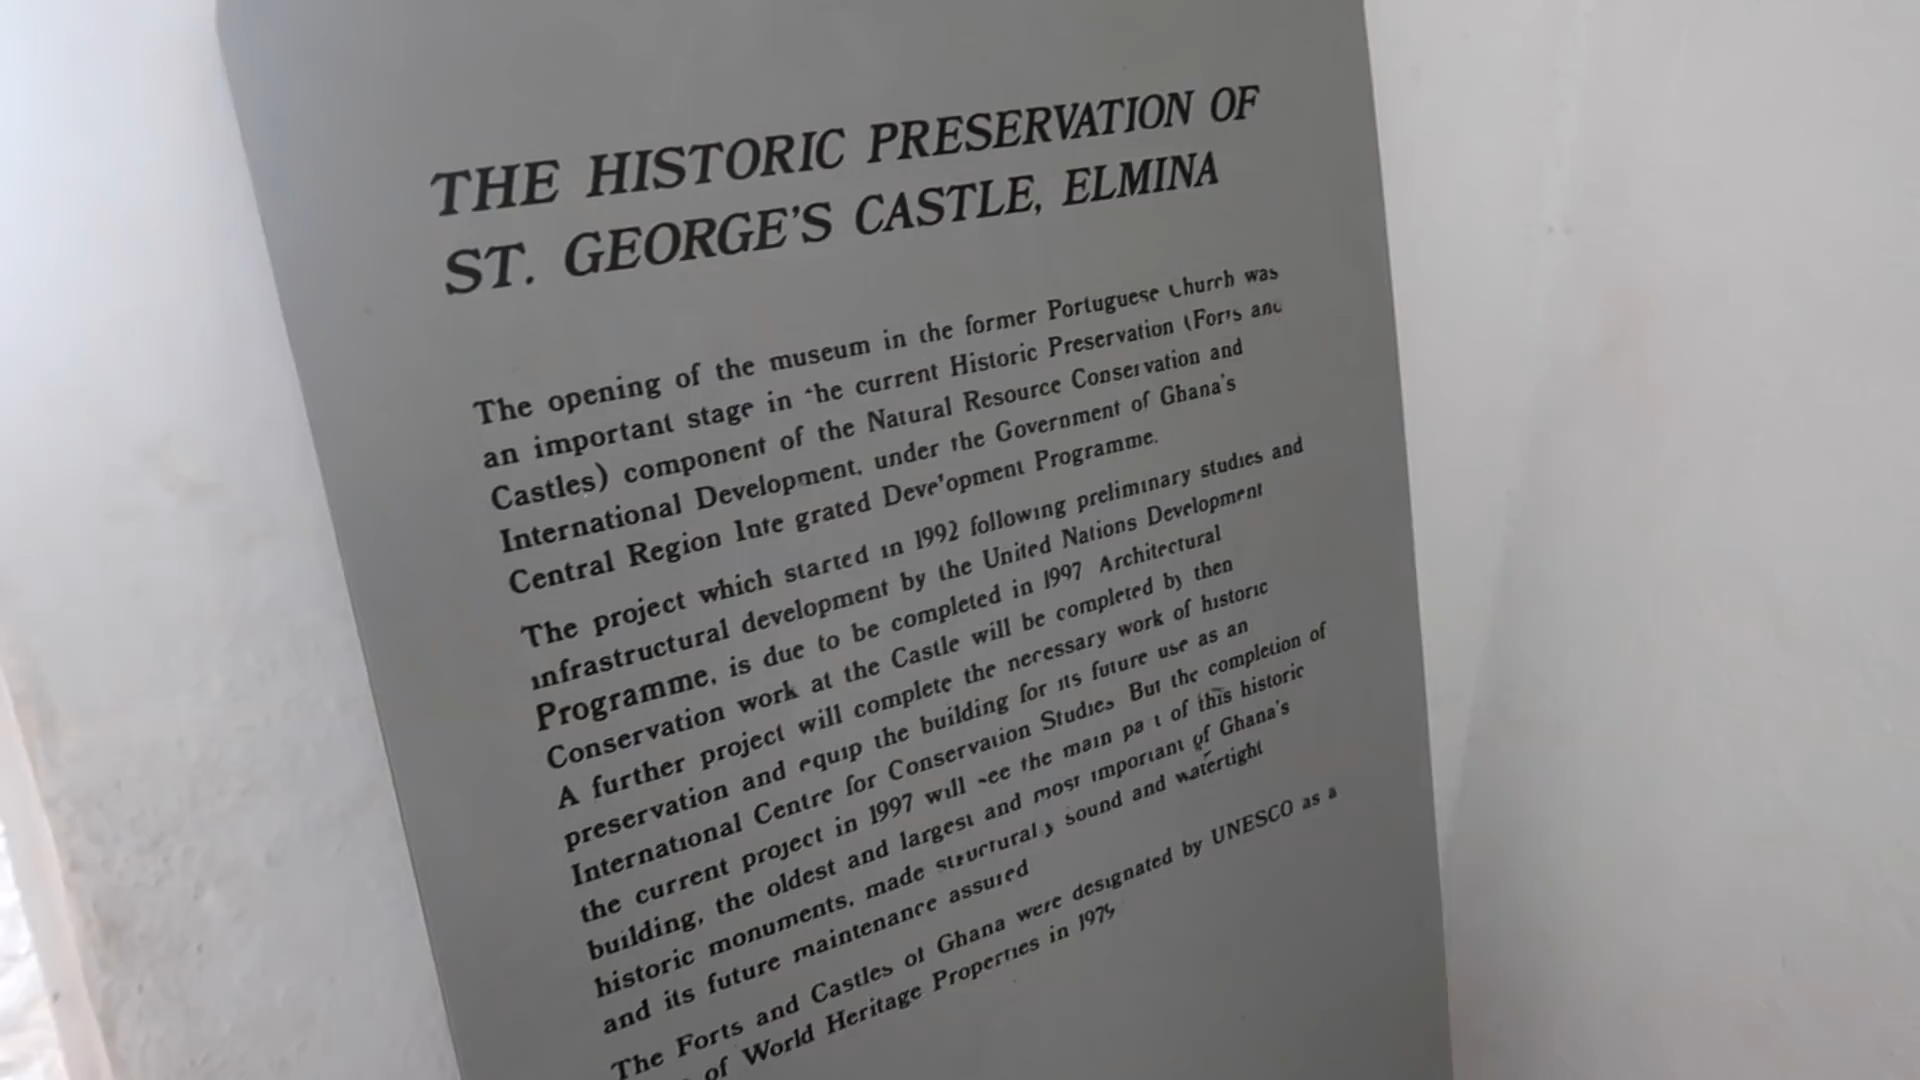 THE HISTORIC PRESERVATION OF
ST. GEORGE'S CASTLE, ELMINA
The opening of the museum in the former Portuguese Church was
an important stage in the current Historic Preservation (Forts and
Castles) component of the Natural Resource Conservation and
International Development, under the Government of Ghana's
Central Region Inte grated Development Programme.
The project which started in 1992 following preliminary studies and
infrastructural development by the United Nations Development
Programme, is due to be completed in 1997 Architectural
Conservation work at the Castle will be completed by then
A further project will complete the necessary work of historic
preservation and equip the building for its future use as an
International Centre for Conservation Studies But the completion of
the current project in 1997 will see the main part of this historic
building, the oldest and largest and most important of Ghana's
historic monuments, made structurally sound and watertight
and its future maintenance assured
The Forts and Castles of Ghana were designated by UNESCO as a
of World Heritage Properties in 1979